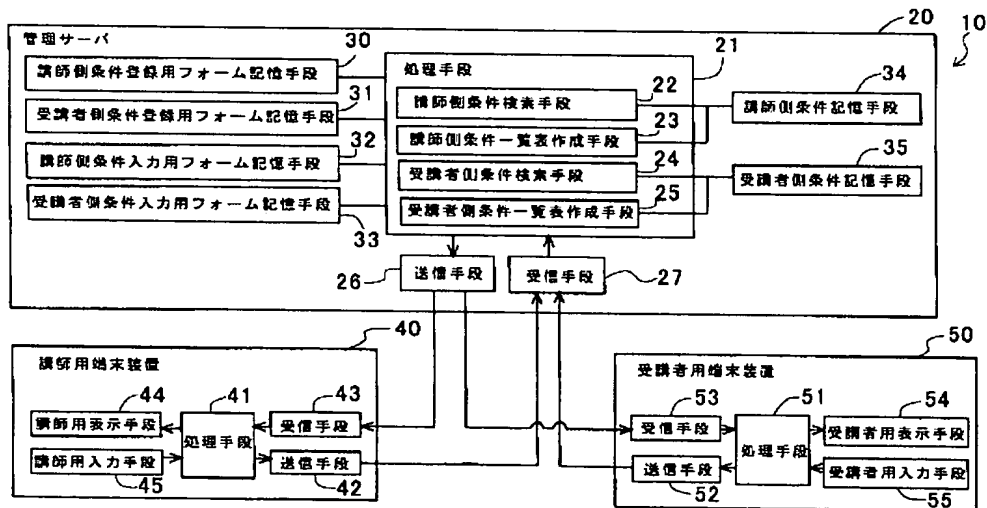 20
10
管理サーバ
30
講師側条件登録用フォーム記憶手段
31
受講者側条件登録用フォーム記憶手段
32
講師側条件入力用フォーム記憶手段
受講者側条件入力用フォーム記憶手段
33
21
処理手段
22
講師側条件検索手段
23
講師側条件一覧表作成手段
24
受講者側条件検索手段
25
受講者側条件一覧表作成手段
34
講師側条件記憶手段
35
受講者側条件記憶手段
26
送信手段
受信手段
27
40
講師用端末装置
44
講師用表示手段
講師用入力手段
45
41
処理手段
43
受信手段
送信手段
42
50
受講者用端末装置
53
受信手段
送信手段
52
51
処理手段
54
受講者用表示手段
受講者用入力手段
55